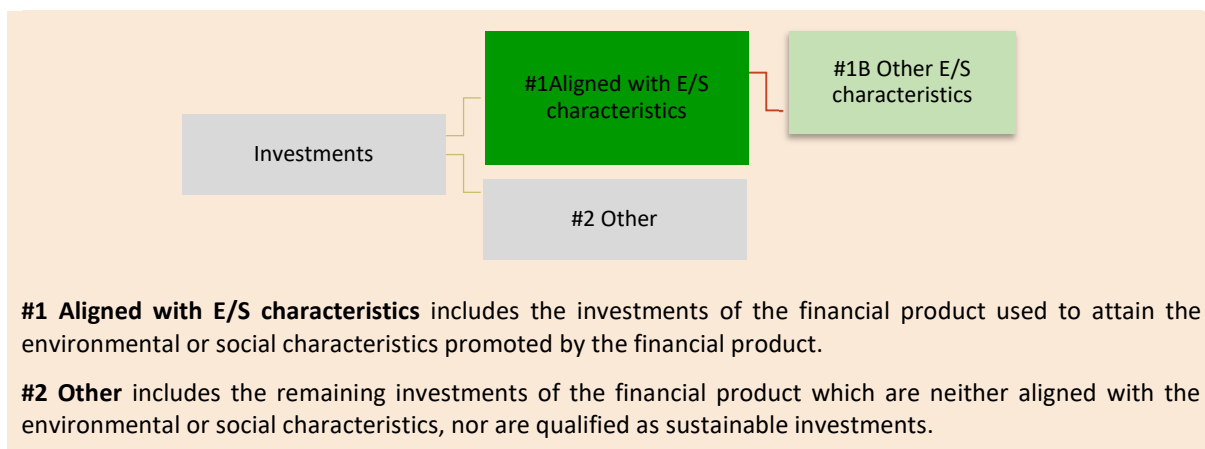 #1Aligned with E/S
characteristics
#1B Other E/S
characteristics
Investments
#2 Other
#1 Aligned with E/S characteristics includes the investments of the financial product used to attain the
environmental or social characteristics promoted by the financial product.
#2 Other includes the remaining investments of the financial product which are neither aligned with the
environmental or social characteristics, nor are qualified as sustainable investments.